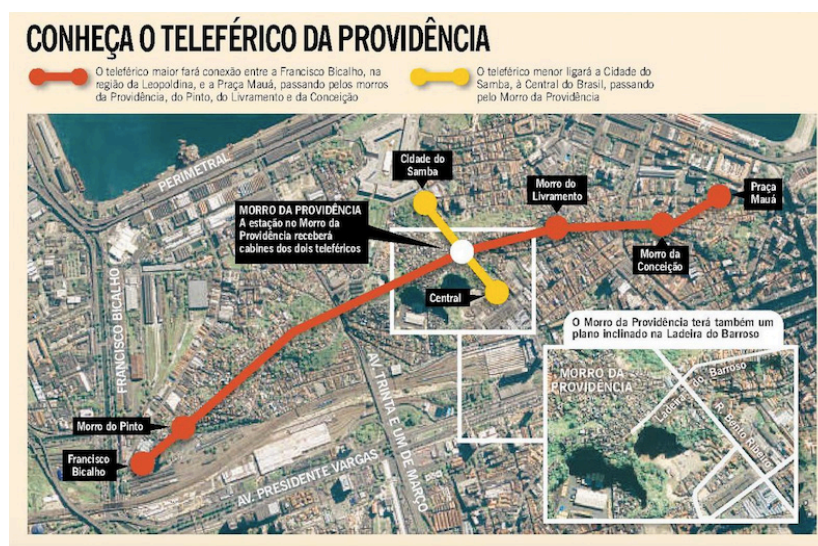 CONHEÇA O TELEFÉRICO DA PROVIDÊNCIA
O teleférico maior fará conexão entre a Francisco Bicalho, na
região da Leopoldina, e a Praça Mauá, passando pelos morros
da Providência, do Pinto, do Livramento e da Conceição
O teleférico menor ligará a Cidade do
Samba, à Central do Brasil, passando
pelo Morro da Providência
PERIMETRAL
Cidade do
Samba
Morro do
Livramento
Praça
Mauá
MORRO DA PROVIDÊNCIA
A estação no Morro da
Providência receberá
cabines dos dois teleféricos
Morro da
Conceição
Central
FRANCISCO BICALHO
O Morro da Providência terá também um
plano inclinado na Ladeira do Barroso
MORRO DA
PROVIDÊNCIA
Ladeira do Barroso
R. Bento Ribeiro
AV. TRINTA E UM DE MARÇO
Morro do Pinto
Francisco
Bicalho
AV. PRESIDENTE VARGAS